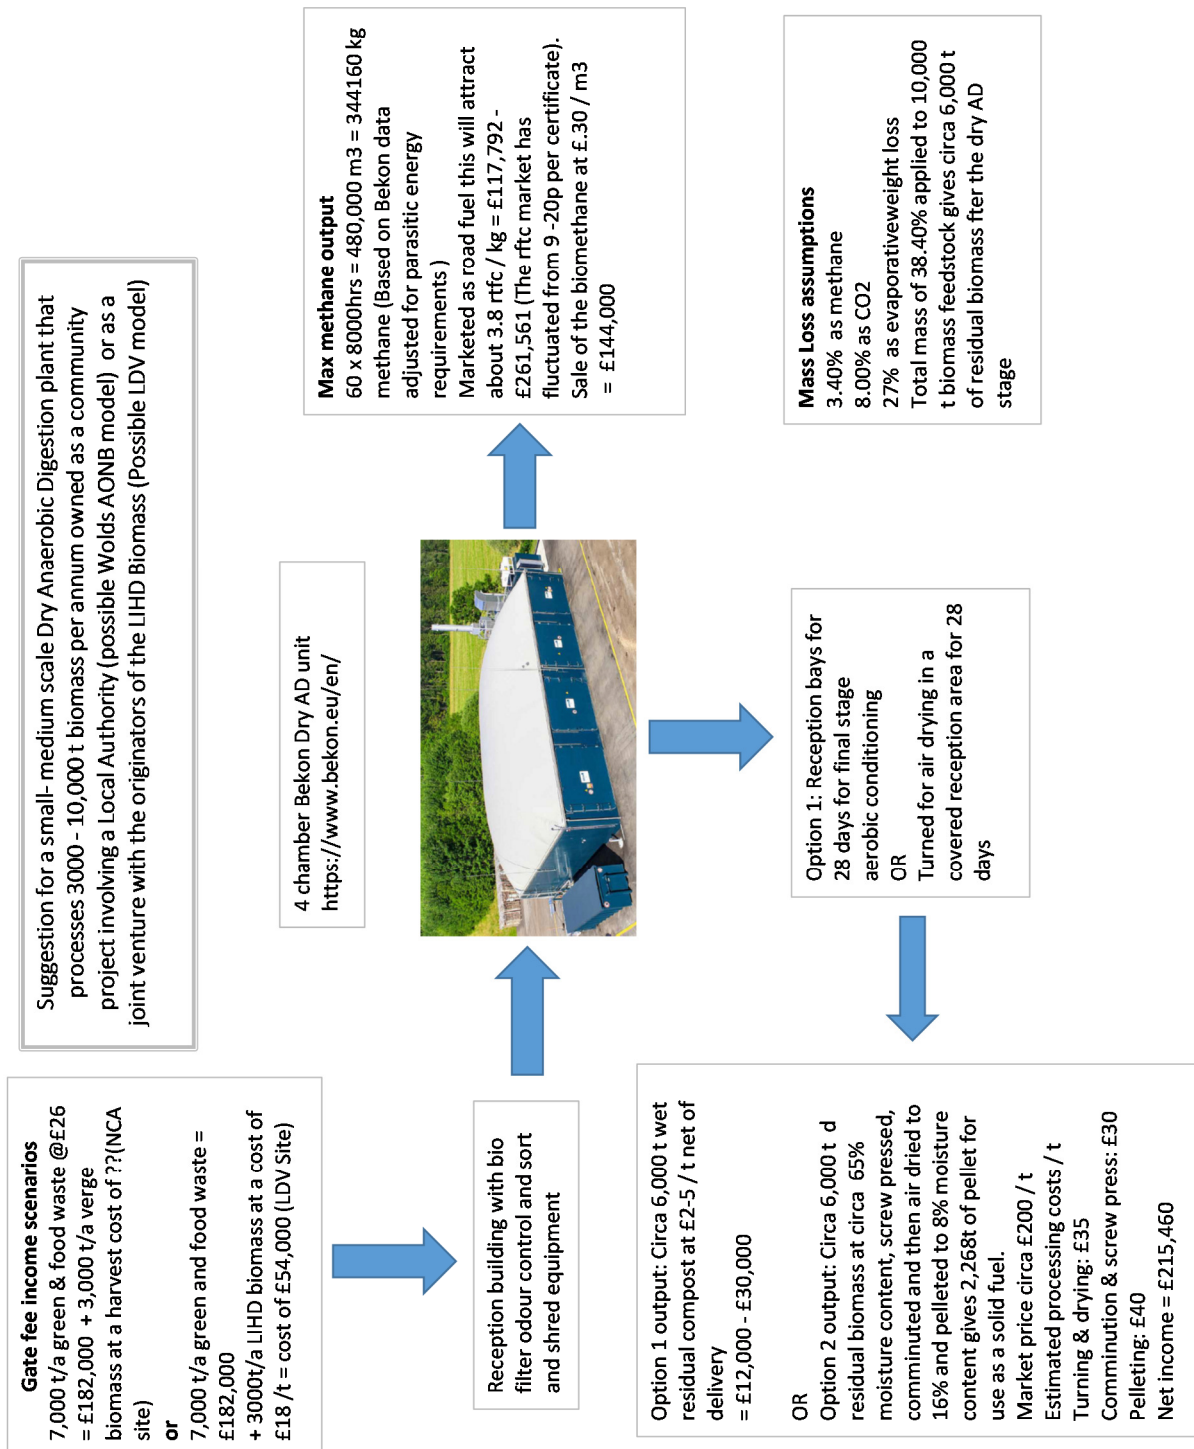 Suggestion for a small- medium scale Dry Anaerobic Digestion plant that
processes 3000 - 10,000 t biomass per annum owned as a community
project involving a Local Authority (possible Wolds AONB model)  or as a
joint venture with the originators of the LIHD Biomass (Possible LDV model)
Gate fee income scenarios
7,000 t/a green & food waste @£26
= £182,000  + 3,000 t/a verge
biomass at a harvest cost of ??(NCA
site)
or
7,000 t/a green and food waste =
£182,000
+ 3000t/a LIHD biomass at a cost of
£18 /t = cost of £54,000 (LDV Site)
4 chamber Bekon Dry AD unit
https://www.bekon.eu/en/
Max methane output
60 x 8000hrs = 480,000 m3 = 344160 kg
methane (Based on Bekon data
adjusted for parasitic energy
requirements )
Marketed as road fuel this will attract
about 3.8 rtfc / kg = £117,792 -
£261,561 (The rftc market has
fluctuated from 9 -20p per certificate).
Sale of the biomethane at £.30 / m3
=  £144,000
Reception building with bio
filter odour control and sort
and shred equipment
Mass Loss assumptions
3.40%  as methane
8.00% as CO2
27%  as evaporativeweight loss
Total mass of 38.40% applied to 10,000
t biomass feedstock gives circa 6,000 t
of residual biomass fter the dry AD
stage
Option 1: Reception bays for
28 days for final stage
aerobic conditioning
OR
Turned for air drying in a
covered reception area for 28
days
Option 1 output: Circa 6,000 t wet
residual compost at £2-5 / t net of
delivery
= £12,000 - £30,000
OR
Option 2 output: Circa 6,000 t d
residual biomass at circa  65%
moisture content, screw pressed,
comminuted and then air dried to
16% and pelleted to 8% moisture
content gives 2,268t of pellet for
use as a solid fuel.
Market price circa £200 / t
Estimated processing costs / t
Turning & drying: £35
Comminution & screw press: £30
Pelleting: £40
Net income = £215,460